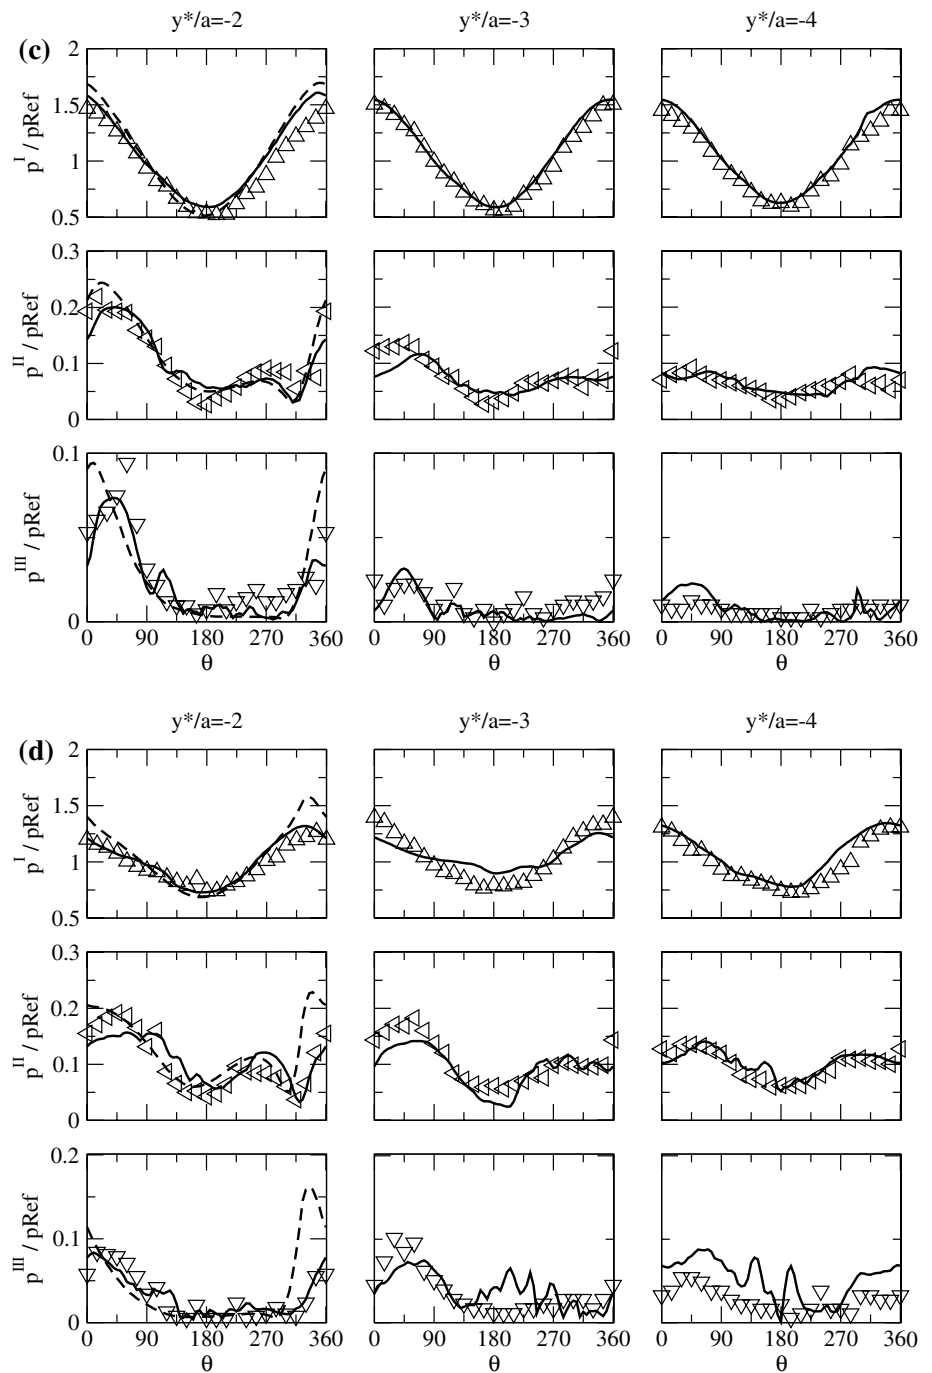 y*/a=-2 y*/a=-3 y*/a=-4
(c)
2
1.5
1
0.5
p^I / pRef
0.3
0.2
0.1
0
p^II / pRef
0.1
0
p^III / pRef
0 90 180 270 360 0 90 180 270 360 0 90 180 270 360
θ θ θ
y*/a=-2 y*/a=-3 y*/a=-4
(d)
2
1.5
1
0.5
p^I / pRef
0.3
0.2
0.1
0
p^II / pRef
0.2
0.1
0
p^III / pRef
0 90 180 270 360 0 90 180 270 360 0 90 180 270 360
θ θ θ